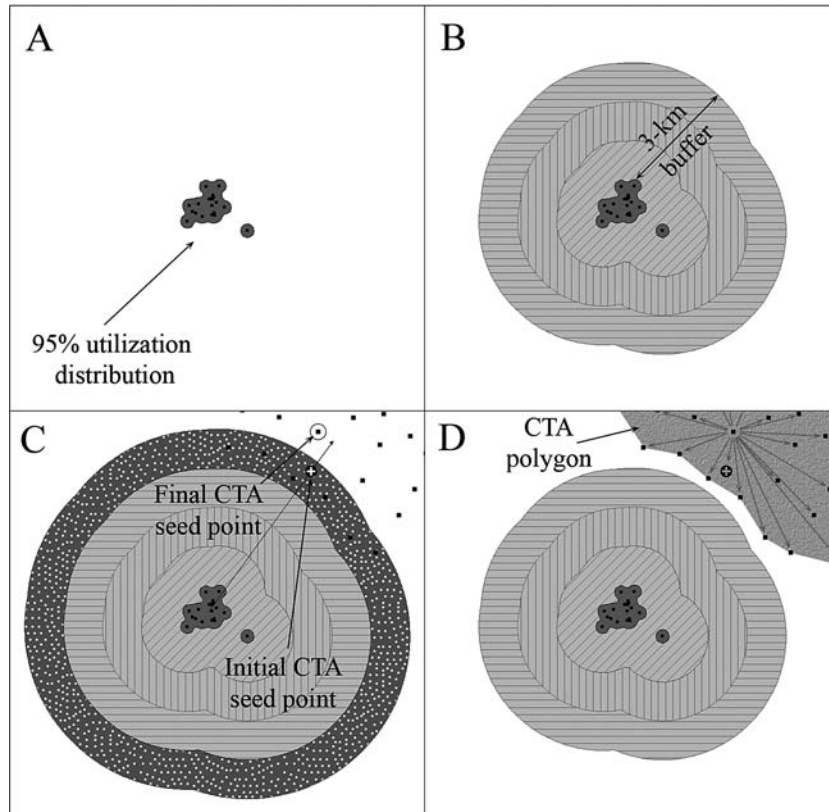 A
B
3-km
buffer
95% utilization
distribution
C
Final CTA
seed point
Initial CTA
seed point
D
CTA
polygon